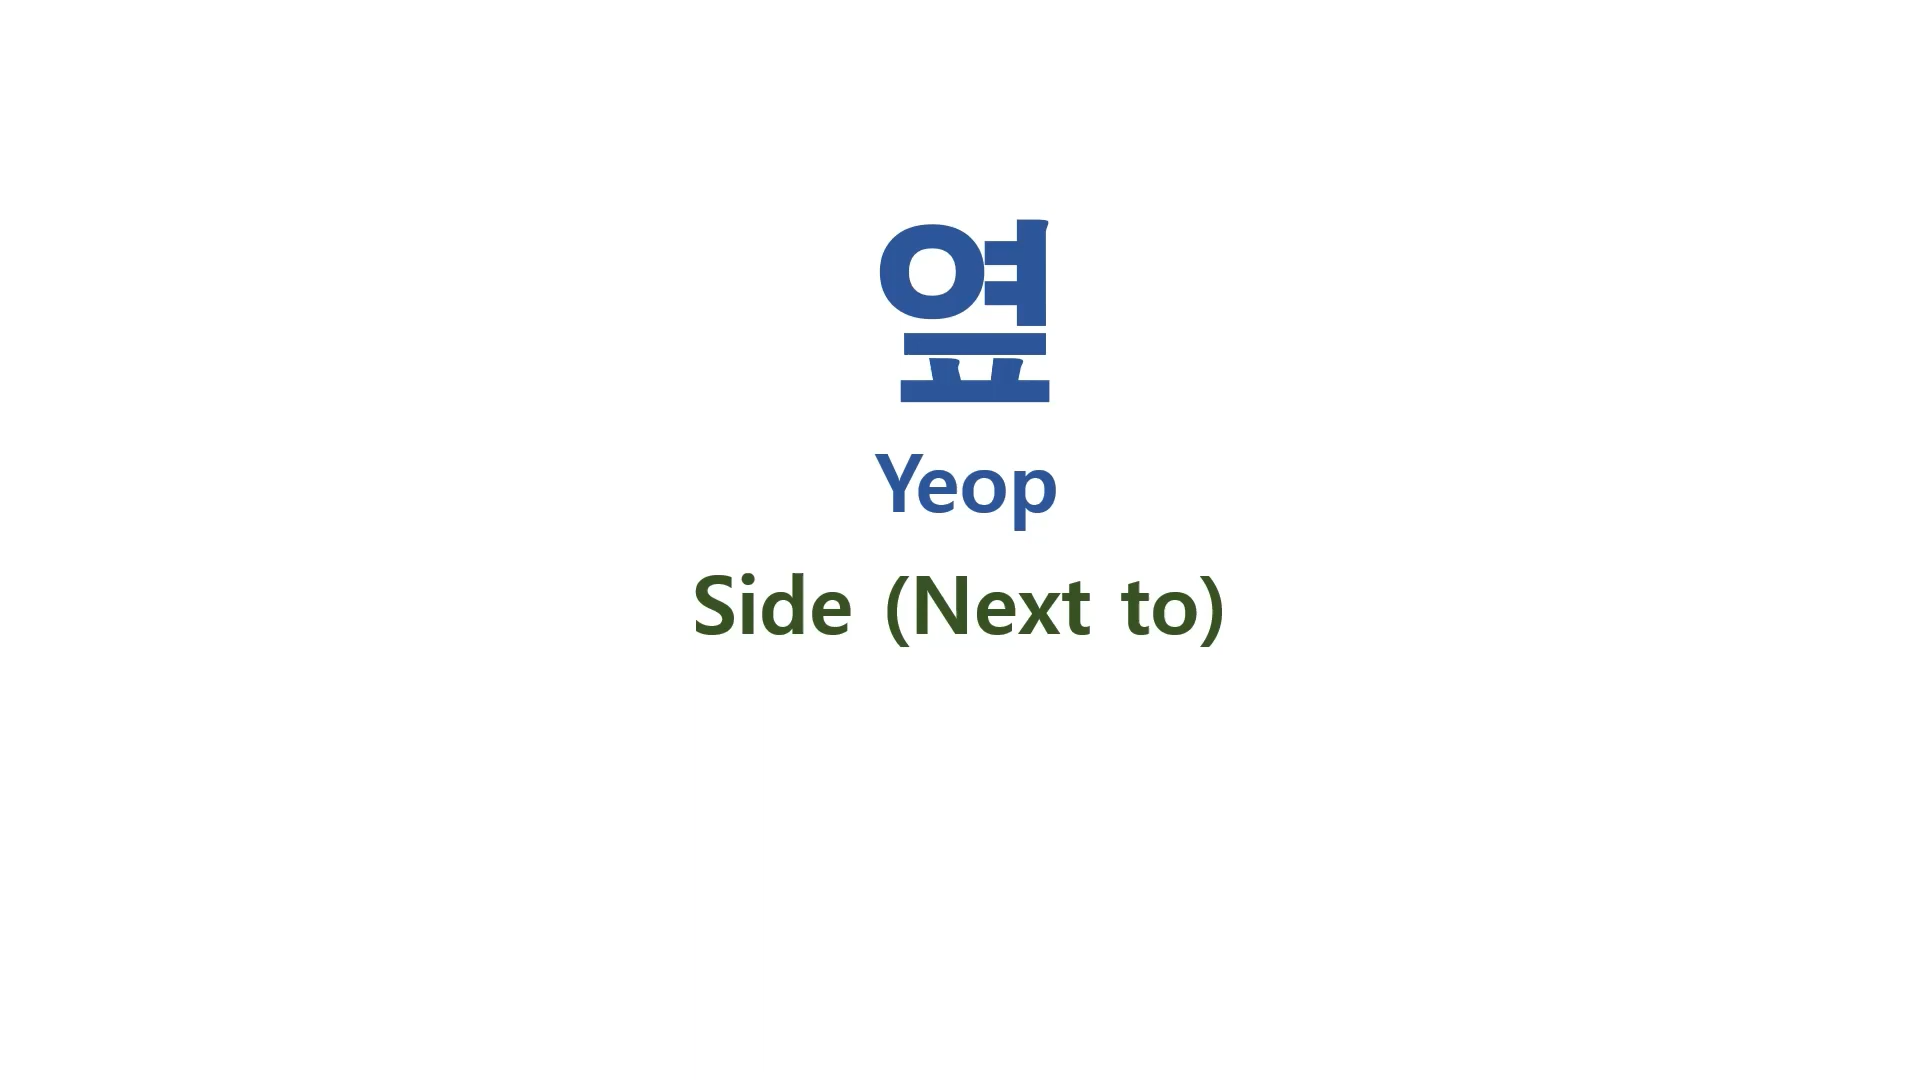 옆
Yeop
Side (Next to)